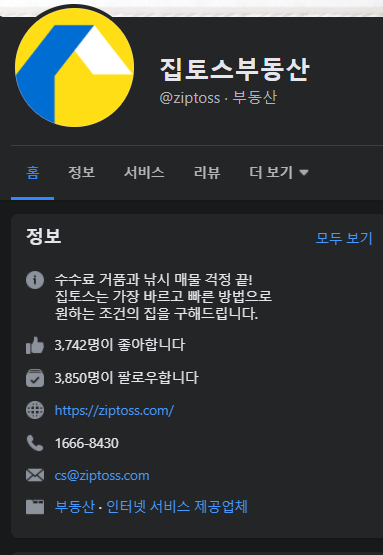 집토스부동산
@ziptoss · 부동산
홈 정보 서비스 리뷰 더 보기
정보 모두 보기
수수료 거품과 낚시 매물 걱정 끝!
집토스는 가장 바르고 빠른 방법으로
원하는 조건의 집을 구해드립니다.
3,742명이 좋아합니다
3,850명이 팔로우합니다
https://ziptoss.com/
1666-8430
cs@ziptoss.com
부동산 · 인터넷 서비스 제공업체